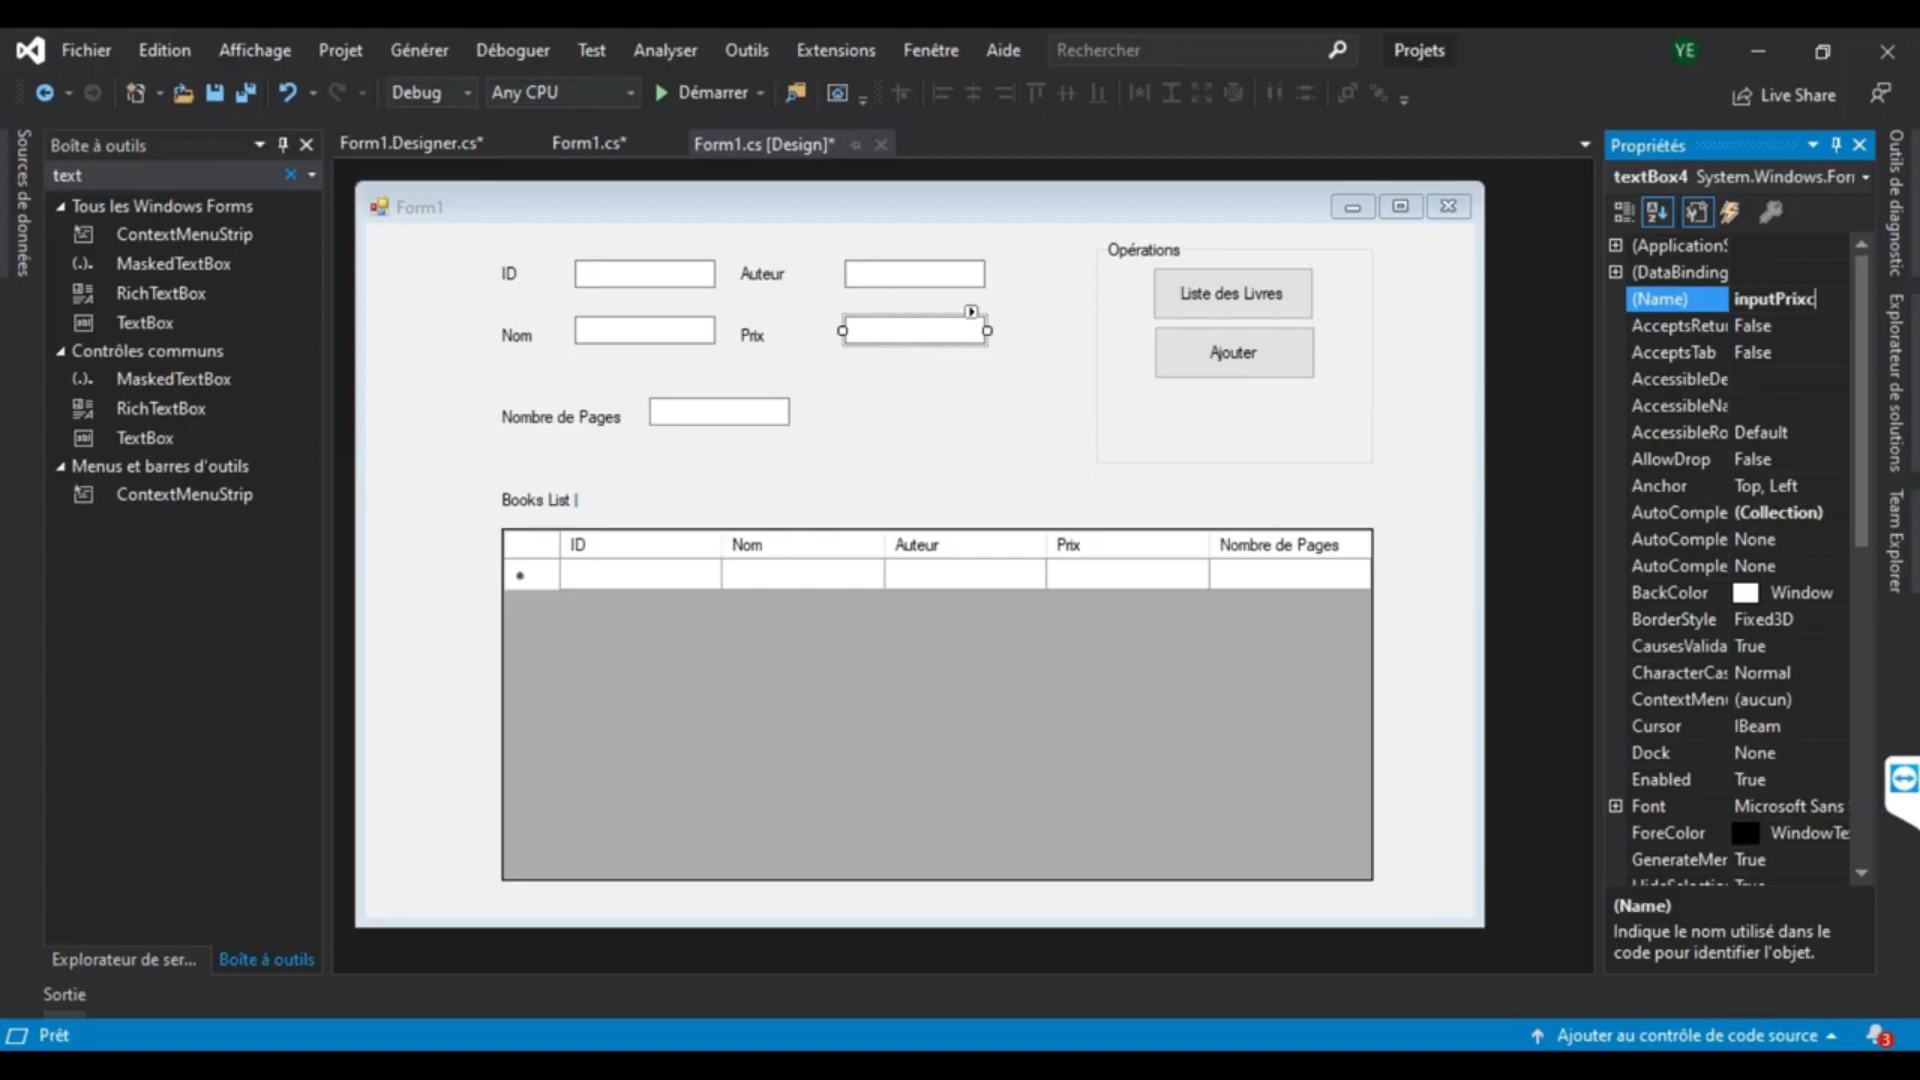 Fichier Edition Affichage Projet Générer Déboguer Test Analyser Outils Extensions Fenêtre Aide Rechercher Projets YE
Debug Any CPU Démarrer Live Share
Sources de données
Boîte à outils
text
Tous les Windows Forms
ContextMenuStrip
MaskedTextBox
RichTextBox
TextBox
Contrôles communs
MaskedTextBox
RichTextBox
TextBox
Menus et barres d'outils
ContextMenuStrip
Explorateur de ser... Boîte à outils
Form1.Designer.cs* Form1.cs* Form1.cs [Design]*
Form1
ID Auteur
Nom Prix
Nombre de Pages
Opérations
Liste des Livres
Ajouter
Books List |
ID Nom Auteur Prix Nombre de Pages
Propriétés
textBox4 System.Windows.For
(Application
(DataBinding
(Name) inputPrixc
AcceptsRetu False
AcceptsTab False
AccessibleDe
AccessibleNa
AccessibleRo Default
AllowDrop False
Anchor Top, Left
AutoComple (Collection)
AutoComple None
AutoComple None
BackColor Window
BorderStyle Fixed3D
CausesValida True
CharacterCas Normal
ContextMenu (aucun)
Cursor IBeam
Dock None
Enabled True
Font Microsoft Sans
ForeColor WindowTe
GenerateMer True
(Name)
Indique le nom utilisé dans le
code pour identifier l'objet.
Outils de diagnostic
Explorateur de solutions
Team Explorer
Sortie
Prêt Ajouter au contrôle de code source 3